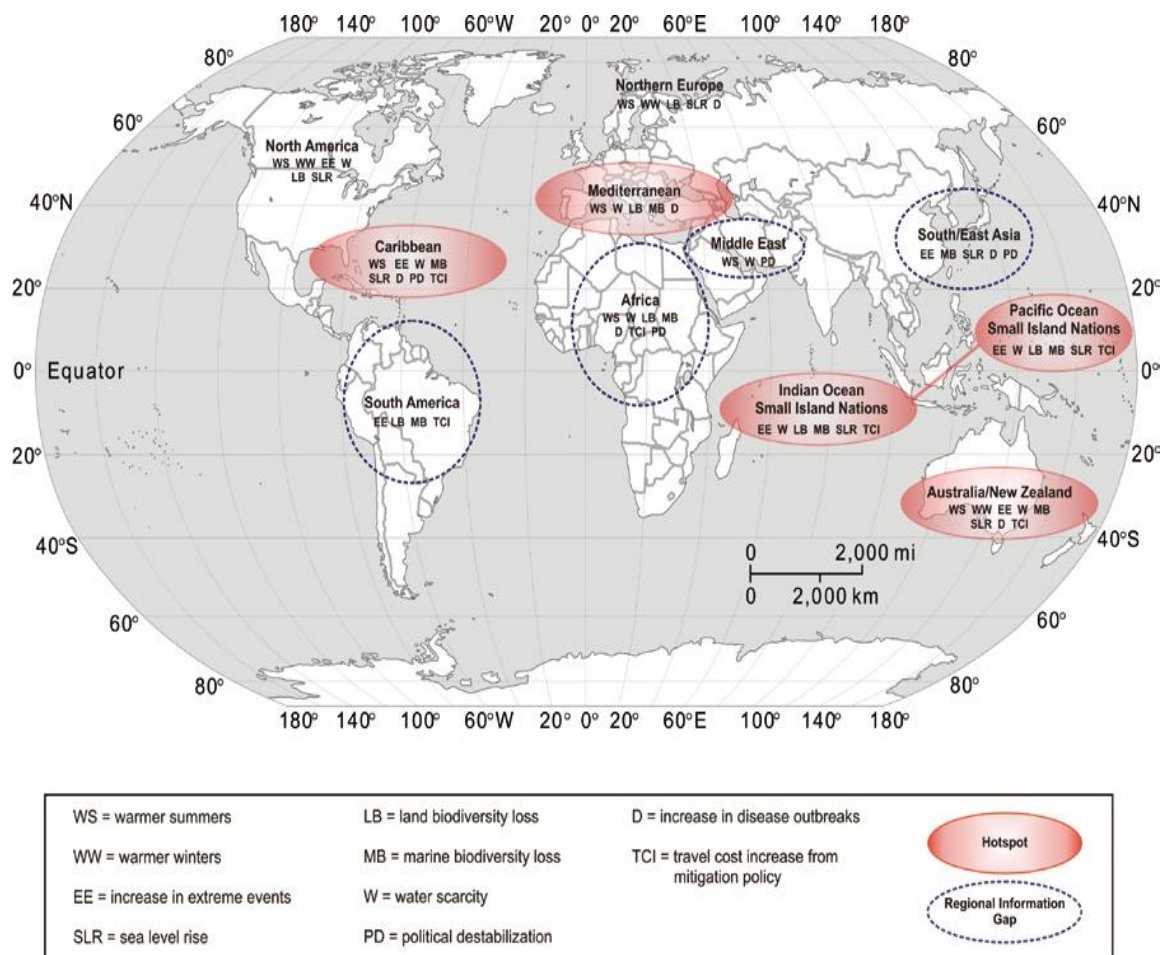 180° 140° 100° 60°W 20° 0° 20° 60°E 100° 140° 180°
80° 80°
Northern Europe
WS WW LB SLR D
60° 60°
North America
WS WW EE W
LB SLR
Mediterranean
WS W LB MB D
40°N 40°N
Caribbean
WS EE W MB
SLR D PD TCI
Middle East
WS W PD
South/East Asia
EE MB SLR D PD
20° 20°
Africa
WS W LB MB
D TCI PD
Pacific Ocean
Small Island Nations
EE W LB MB SLR TCI
Equator 0° 0°
South America
EE LB MB TCI
Indian Ocean
Small Island Nations
EE W LB MB SLR TCI
20° 20°
Australia/New Zealand
WS WW EE W MB
SLR D TCI
40°S 40°S
0 2,000 mi
0 2,000 km
60° 60°
80° 80°
180° 140° 100° 60°W 20° 0° 20° 60°E 100° 140° 180°
WS = warmer summers
WW = warmer winters
EE = increase in extreme events
SLR = sea level rise
LB = land biodiversity loss
MB = marine biodiversity loss
W = water scarcity
PD = political destabilization
D = increase in disease outbreaks
TCI = travel cost increase from
mitigation policy
Hotspot
Regional Information
Gap